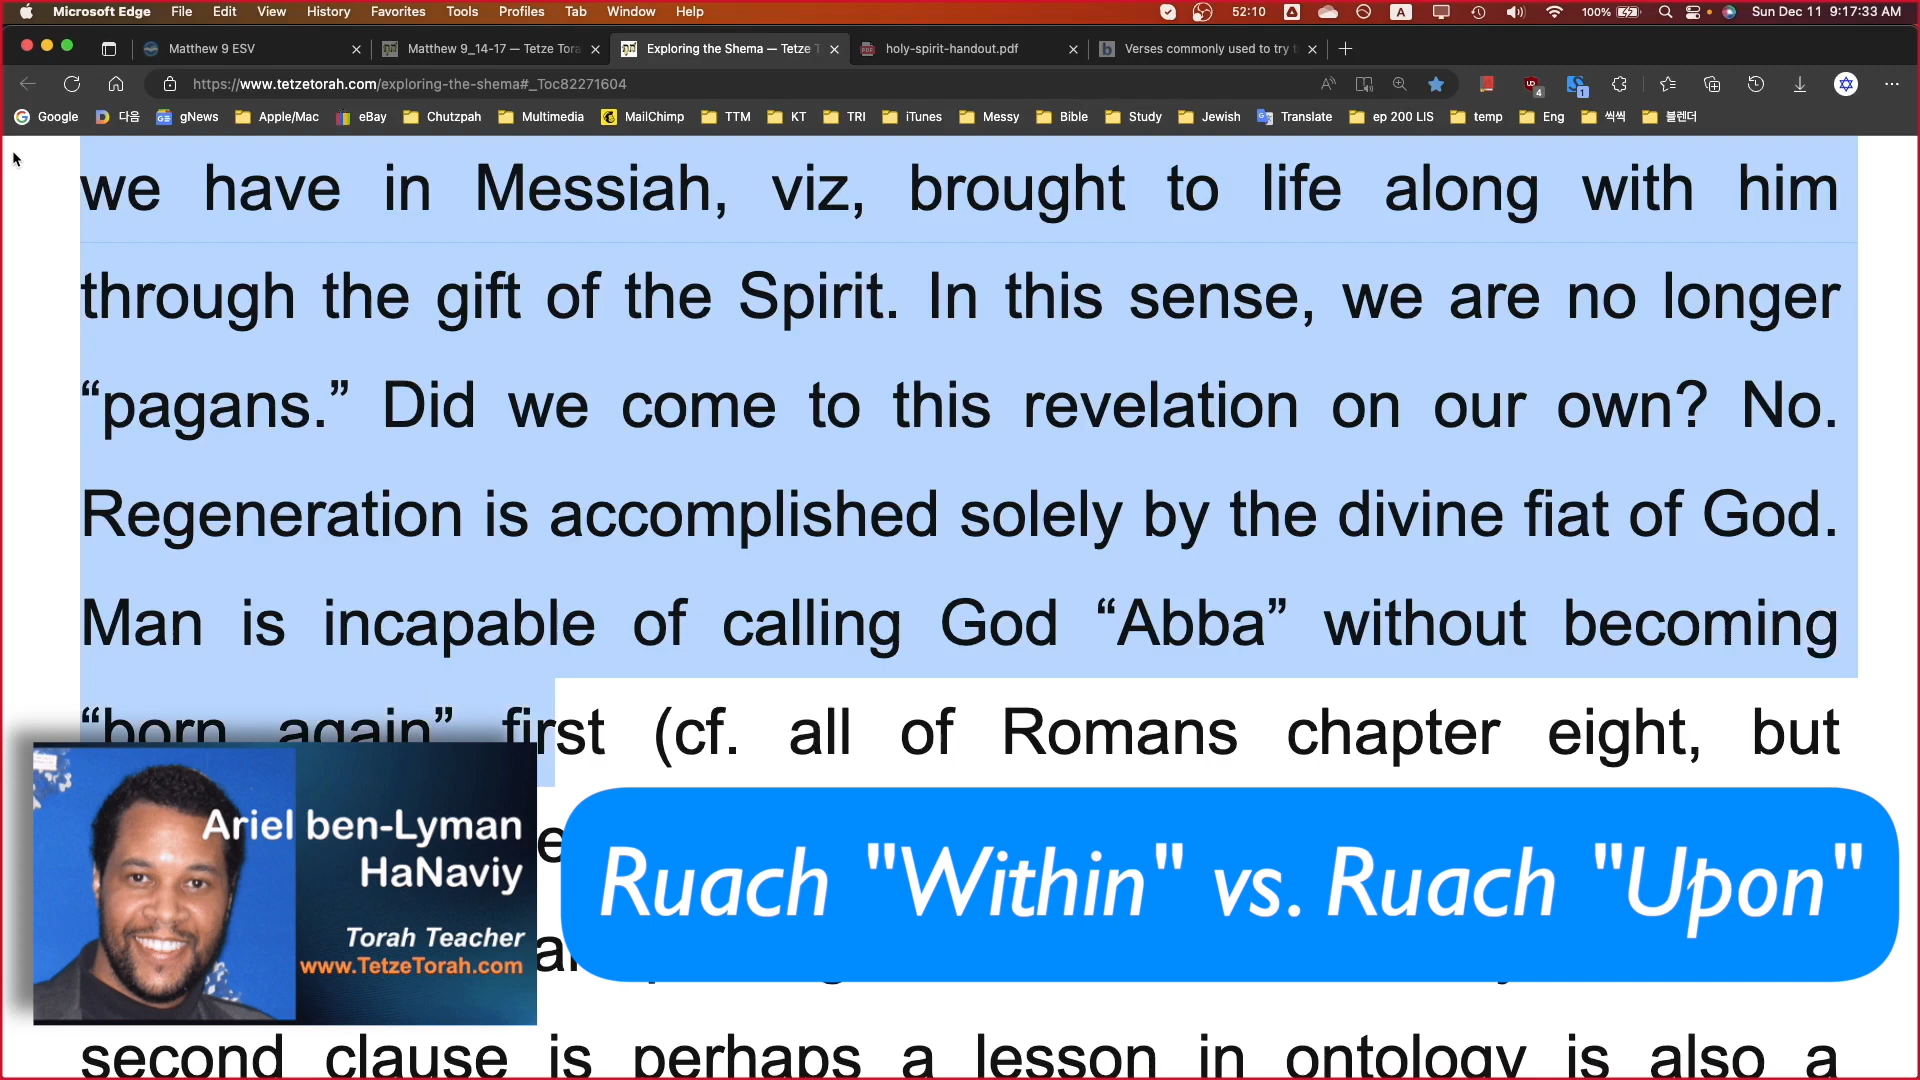 Microsoft Edge File Edit View History Favorites Tools Profiles Tab Window Help 52:10 A 100% Sun Dec 11 9:17:33 AM
Matthew 9 ESV Matthew 9_14-17 — Tetze Tora Exploring the Shema — Tetze T holy-spirit-handout.pdf Verses commonly used to try t
https://www.tetzetorah.com/exploring-the-shema#_Toc82271604
Google 다음 gNews Apple/Mac eBay Chutzpah Multimedia MailChimp TTM KT TRI iTunes Messy Bible Study Jewish Translate ep 200 LIS temp Eng 씩씩 블렌더
we have in Messiah, viz, brought to life along with him
through the gift of the Spirit. In this sense, we are no longer
“pagans.” Did we come to this revelation on our own? No.
Regeneration is accomplished solely by the divine fiat of God.
Man is incapable of calling God “Abba” without becoming
“born again” first (cf. all of Romans chapter eight, but
Ariel ben-Lyman
HaNaviy
Torah Teacher
www.TetzeTorah.com
Ruach "Within" vs. Ruach "Upon"
second clause is perhaps a lesson in ontology is also a